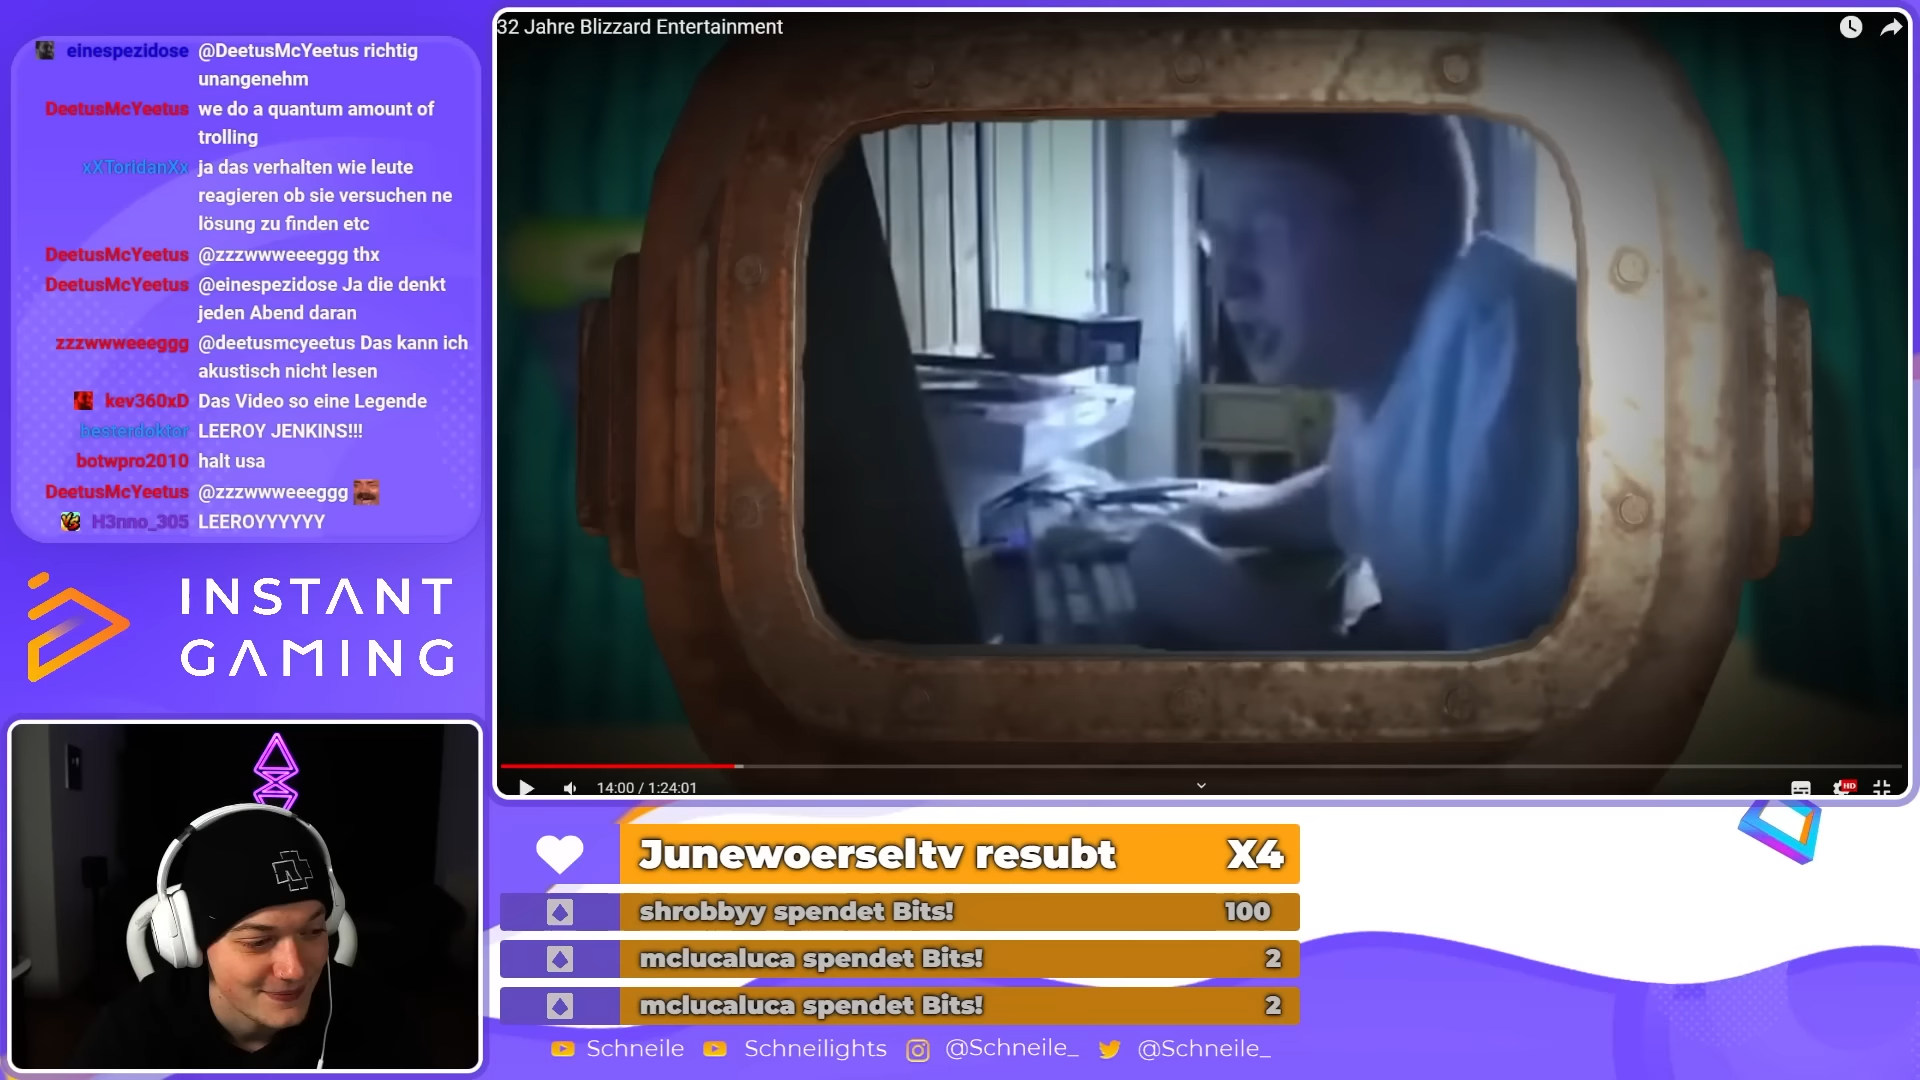 32 Jahre Blizzard Entertainment
einespezidose @DeetusMcYeetus richtig
unangenehm
DeetusMcYeetus we do a quantum amount of
trolling
xXToridanXx ja das verhalten wie leute
reagieren ob sie versuchen ne
lösung zu finden etc
DeetusMcYeetus @zzzwwweeeggg thx
DeetusMcYeetus @einespezidose Ja die denkt
jeden Abend daran
zzzwwweeeggg @deetusmcyeetus Das kann ich
akustisch nicht lesen
kev360xD Das Video so eine Legende
besterdoktor LEEROY JENKINS!!!
botwpro2010 halt usa
DeetusMcYeetus @zzzwwweeeggg
H3nno_305 LEEROYYYYYY
INSTANT
GAMING
14:00 / 1:24:01
HD
Junewoerseltv resubt X4
shrobbyy spendet Bits! 100
mclucaluca spendet Bits! 2
mclucaluca spendet Bits! 2
Schneile Schneilights @Schneile_ @Schneile_